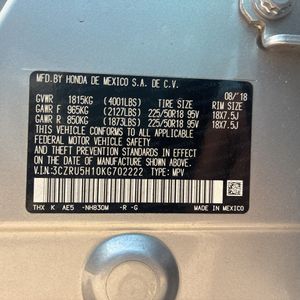 MFD. BY HONDA DE MEXICO S.A. DE C.V.
08/'18
GVWR 1815KG (4001LBS) TIRE SIZE RIM SIZE
GAWR F 965KG (2127LBS) 225/50R18 95V 18X7.5J
GAWR R 850KG (1873LBS) 225/50R18 95V 18X7.5J
THIS VEHICLE CONFORMS TO ALL APPLICABLE
FEDERAL MOTOR VEHICLE SAFETY
AND THEFT PREVENTION STANDARDS IN EFFECT
ON THE DATE OF MANUFACTURE SHOWN ABOVE.
V.I.N:3CZRU5H10KG702222 TYPE: MPV
THX K AE5 -NH830M -R -G MADE IN MEXICO